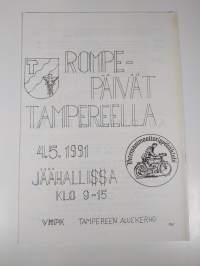 ROMPE-
PÄIVÄT
TAMPEREELLA
4.5. 1991
JÄÄHALLISSA
KLO 9-15
VMPK TAMPEREEN ALUEKERHO